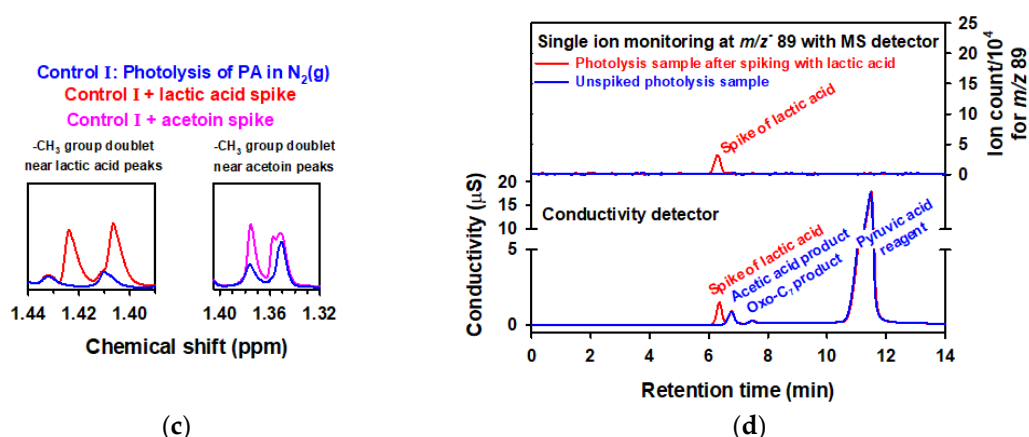 Control I: Photolysis of PA in N₂(g)
Control I + lactic acid spike
Control I + acetoin spike
-CH₃ group doublet
near lactic acid peaks
-CH₃ group doublet
near acetoin peaks
1.44 1.42 1.40
1.40 1.36 1.32
Chemical shift (ppm)
(c)
Single ion monitoring at m/z⁻ 89 with MS detector
Photolysis sample after spiking with lactic acid
Unspiked photolysis sample
Spike of lactic acid
25
20
15
10
5
0
Ion count/10⁴
for m/z 89
20
15
10
5
0
Conductivity (µS)
Conductivity detector
Spike of lactic acid
Acetic acid product
Oxo-C₇ product
Pyruvic acid
reagent
0 2 4 6 8 10 12 14
Retention time (min)
(d)